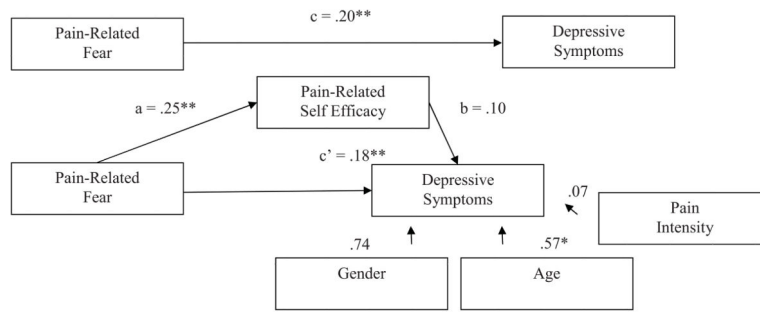 c = .20**
Pain-Related
Fear
Depressive
Symptoms
Pain-Related
Self Efficacy
a = .25**
b = .10
c’ = .18**
Pain-Related
Fear
Depressive
Symptoms
.07
Pain
Intensity
.74
.57*
Gender
Age